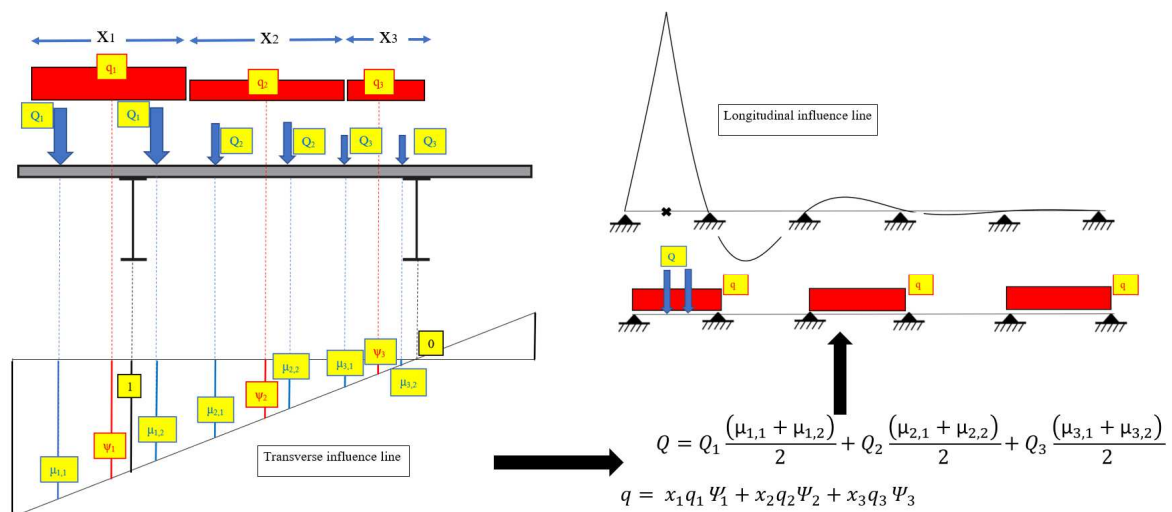 X₁ X₂ X₃
q₁ q₂ q₃
Q₁ Q₁ Q₂ Q₂ Q₃ Q₃
1 0
μ₁,₁ ψ₁ μ₁,₂ μ₂,₁ ψ₂ μ₂,₂ μ₃,₁ ψ₃ μ₃,₂
Transverse influence line
Longitudinal influence line
Q
q q q
Q = Q₁ (μ₁,₁ + μ₁,₂)/2 + Q₂ (μ₂,₁ + μ₂,₂)/2 + Q₃ (μ₃,₁ + μ₃,₂)/2
q = x₁q₁Ψ₁ + x₂q₂Ψ₂ + x₃q₃Ψ₃